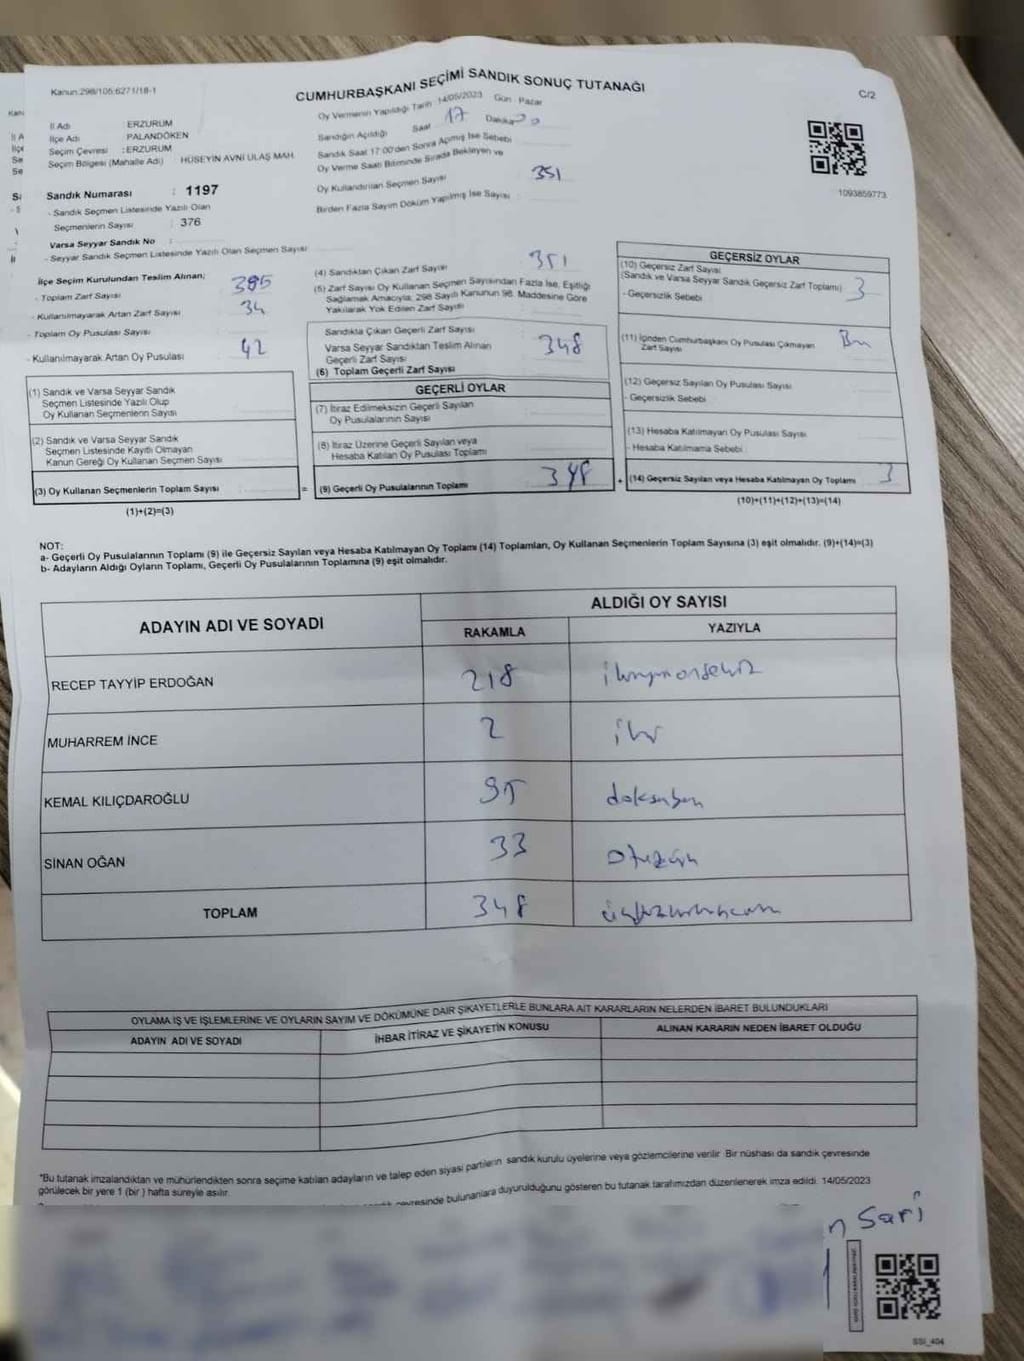 Kanun:298/105;6271/18-1
CUMHURBAŞKANI SEÇİMİ SANDIK SONUÇ TUTANAĞI
C/2
İl Adı : ERZURUM
İlçe Adı : PALANDÖKEN
Seçim Çevresi : ERZURUM
Seçim Bölgesi (Mahalle Adı) HÜSEYİN AVNİ ULAŞ MAH.
Sandık Numarası : 1197
- Sandık Seçmen Listesinde Yazılı Olan
Seçmenlerin Sayısı : 376
Varsa Seyyar Sandık No :
- Seyyar Sandık Seçmen Listesinde Yazılı Olan Seçmen Sayısı
Oy Vermenin Yapıldığı Tarih :14/05/2023 Gün : Pazar
Sandığın Açıldığı Saat 17 Dakika
Sandık Saat 17:00'den Sonra Açmış İse Sebebi
Oy Verme Saati Bitiminde Sırada Bekleyen ve
Oy Kullandırılan Seçmen Sayısı 351
Birden Fazla Sayım Döküm Yapılmış İse Sayısı
1093859773
İlçe Seçim Kurulundan Teslim Alınan;
- Toplam Zarf Sayısı 385
- Kullanılmayarak Artan Zarf Sayısı 34
- Toplam Oy Pusulası Sayısı
- Kullanılmayarak Artan Oy Pusulası 42
(4) Sandıktan Çıkan Zarf Sayısı 351
(5) Zarf Sayısı Oy Kullanan Seçmen Sayısından Fazla İse, Eşitliği
Sağlamak Amacıyla, 298 Sayılı Kanunun 98. Maddesine Göre
Yakılarak Yok Edilen Zarf Sayısı
Sandıkta Çıkan Geçerli Zarf Sayısı
Varsa Seyyar Sandıktan Teslim Alınan
Geçerli Zarf Sayısı
348
(6) Toplam Geçerli Zarf Sayısı
GEÇERSİZ OYLAR
(10) Geçersiz Zarf Sayısı
(Sandık ve Varsa Seyyar Sandık Geçersiz Zarf Toplamı) 3
- Geçersizlik Sebebi
(11) İçinden Cumhurbaşkanı Oy Pusulası Çıkmayan
Zarf Sayısı
(12) Geçersiz Sayılan Oy Pusulası Sayısı
- Geçersizlik Sebebi
(13) Hesaba Katılmayan Oy Pusulası Sayısı
- Hesaba Katılmama Sebebi
(14) Geçersiz Sayılan veya Hesaba Katılmayan Oy Toplamı 3
(10)+(11)+(12)+(13)=(14)
(1) Sandık ve Varsa Seyyar Sandık
Seçmen Listesinde Yazılı Olup
Oy Kullanan Seçmenlerin Sayısı
(2) Sandık ve Varsa Seyyar Sandık
Seçmen Listesinde Kayıtlı Olmayan
Kanun Gereği Oy Kullanan Seçmen Sayısı
(3) Oy Kullanan Seçmenlerin Toplam Sayısı =
(1)+(2)=(3)
GEÇERLİ OYLAR
(7) İtiraz Edilmeksizin Geçerli Sayılan
Oy Pusulalarının Sayısı
(8) İtiraz Üzerine Geçerli Sayılan veya
Hesaba Katılan Oy Pusulası Toplamı
(9) Geçerli Oy Pusulalarının Toplamı 348 +
NOT:
a- Geçerli Oy Pusulalarının Toplamı (9) ile Geçersiz Sayılan veya Hesaba Katılmayan Oy Toplamı (14) Toplamları, Oy Kullanan Seçmenlerin Toplam Sayısına (3) eşit olmalıdır. (9)+(14)=(3)
b- Adayların Aldığı Oyların Toplamı, Geçerli Oy Pusulalarının Toplamına (9) eşit olmalıdır.
ADAYIN ADI VE SOYADI
ALDIĞI OY SAYISI
RAKAMLA YAZIYLA
RECEP TAYYİP ERDOĞAN 218 ikiyüzonsekiz
MUHARREM İNCE 2 iki
KEMAL KILIÇDAROĞLU 95 doksanbeş
SİNAN OĞAN 33 otuzüç
TOPLAM 348
OYLAMA İŞ VE İŞLEMLERİNE VE OYLARIN SAYIM VE DÖKÜMÜNE DAİR ŞİKAYETLERLE BUNLARA AİT KARARLARIN NELERDEN İBARET BULUNDUKLARI
ADAYIN ADI VE SOYADI İHBAR İTİRAZ VE ŞİKAYETİN KONUSU ALINAN KARARIN NEDEN İBARET OLDUĞU
*Bu tutanak imzalandıktan ve mühürlendikten sonra seçime katılan adayların ve talep eden siyasi partilerin sandık kurulu üyelerine veya gözlemcilerine verilir. Bir nüshası da sandık çevresinde
görülecek bir yere 1 (bir) hafta süreyle asılır.
çevresinde bulunanlara duyurulduğunu gösteren bu tutanak tarafımızdan düzenlenerek imza edildi. 14/05/2023
n Sari
SSİ_404